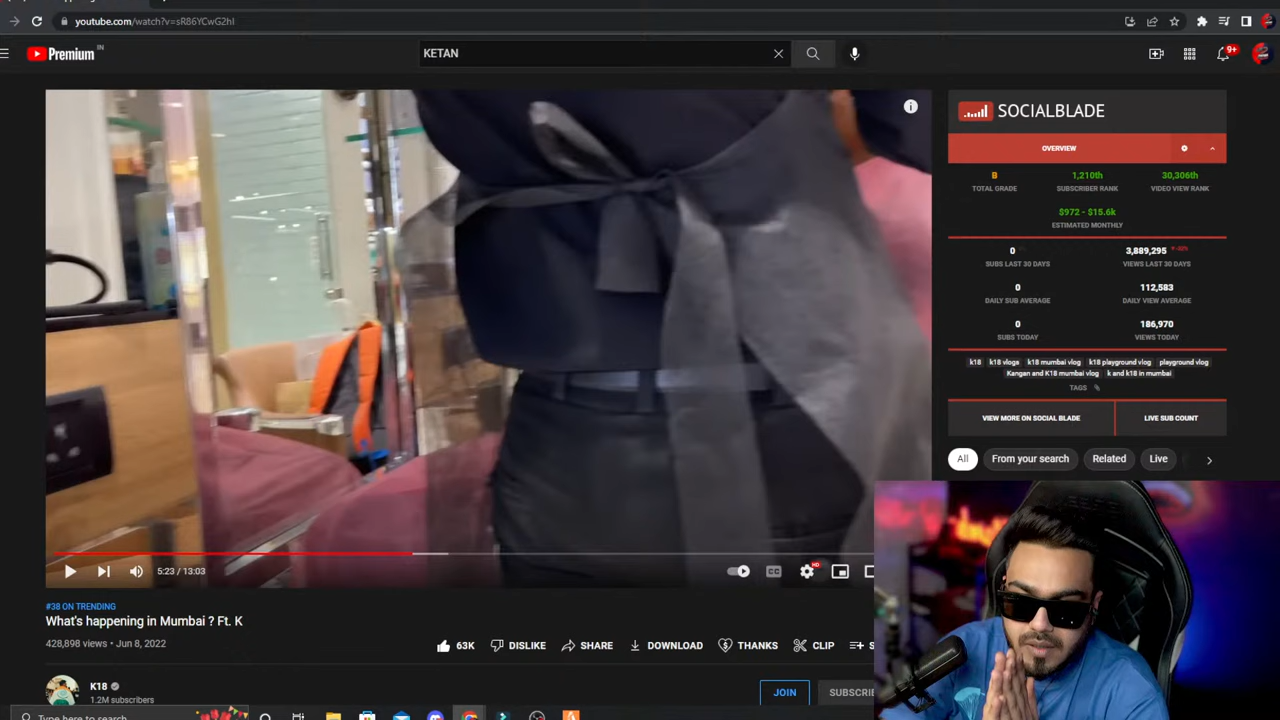 youtube.com/watch?v=sR86YCwG2hI
Premium IN
KETAN
9+
SOCIALBLADE
OVERVIEW
B 1,210th 30,306th
TOTAL GRADE SUBSCRIBER RANK VIDEO VIEW RANK
$972 - $15.6k
ESTIMATED MONTHLY
0 3,889,295
SUBS LAST 30 DAYS VIEWS LAST 30 DAYS
0 112,583
DAILY SUB AVERAGE DAILY VIEW AVERAGE
0 186,970
SUBS TODAY VIEWS TODAY
k18 k18 vloga k18 mumbai vlog k18 playground vlog playground vlog
Kangan and K18 mumbai vlog k and k18 in mumbai
TAGS
VIEW MORE ON SOCIAL BLADE LIVE SUB COUNT
All From your search Related Live
5:23 / 13:03 CC HD
#38 ON TRENDING
What's happening in Mumbai ? Ft. K
428,898 views • Jun 8, 2022
63K DISLIKE SHARE DOWNLOAD THANKS CLIP S
K18
1.2M subscribers
JOIN SUBSCRIBE
Type here to search